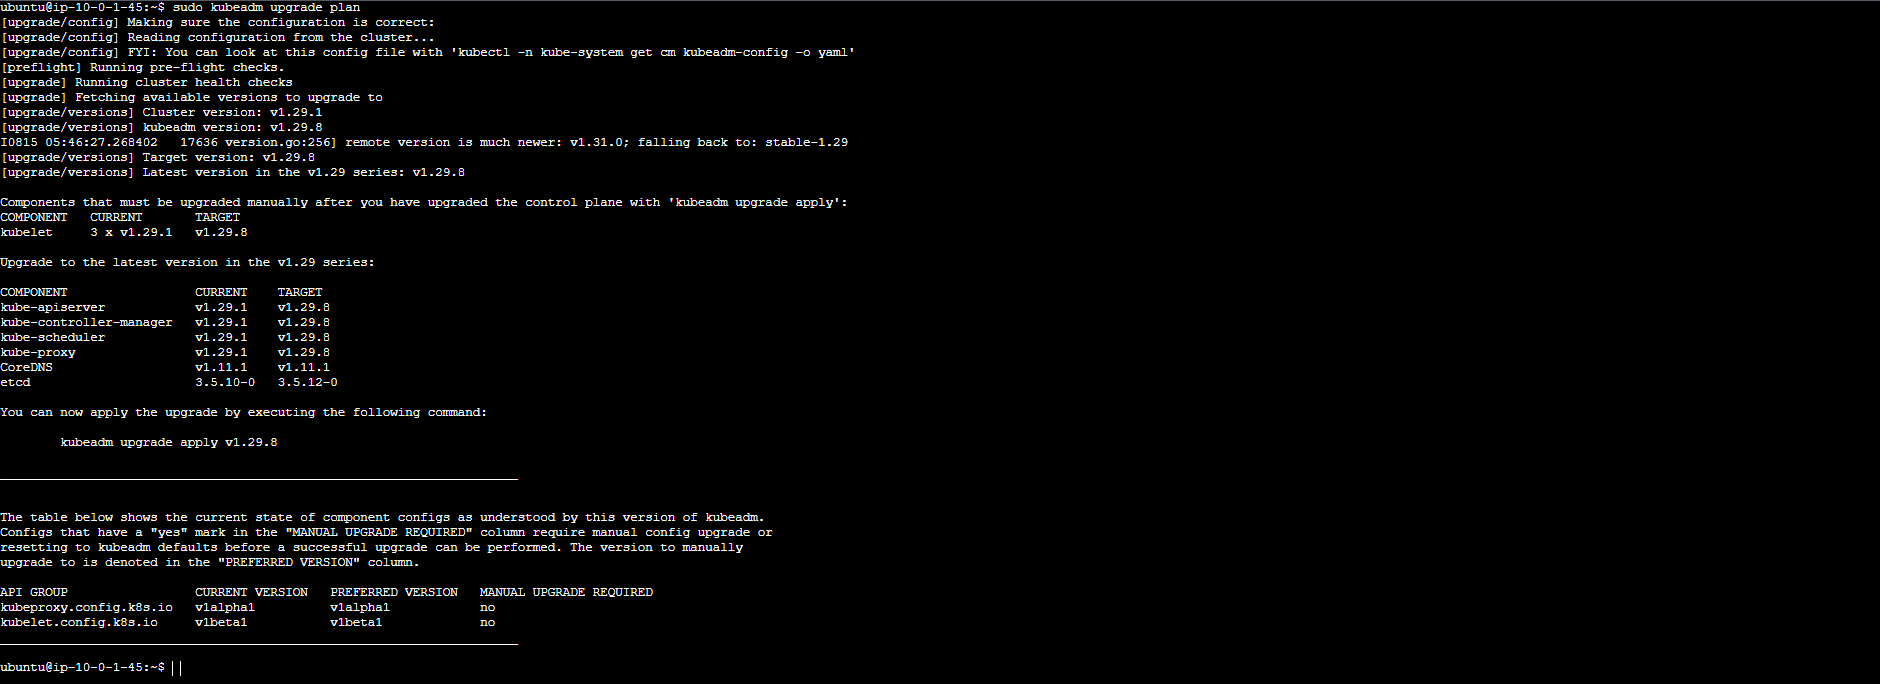 ubuntu@ip-10-0-1-45:~$ sudo kubeadm upgrade plan
[upgrade/config] Making sure the configuration is correct:
[upgrade/config] Reading configuration from the cluster...
[upgrade/config] FYI: You can look at this config file with 'kubectl -n kube-system get cm kubeadm-config -o yaml'
[preflight] Running pre-flight checks.
[upgrade] Running cluster health checks
[upgrade] Fetching available versions to upgrade to
[upgrade/versions] Cluster version: v1.29.1
[upgrade/versions] kubeadm version: v1.29.8
I0815 05:46:27.268402   17636 version.go:256] remote version is much newer: v1.31.0; falling back to: stable-1.29
[upgrade/versions] Target version: v1.29.8
[upgrade/versions] Latest version in the v1.29 series: v1.29.8
Components that must be upgraded manually after you have upgraded the control plane with 'kubeadm upgrade apply':
COMPONENT   CURRENT       TARGET
kubelet     3 x v1.29.1   v1.29.8
Upgrade to the latest version in the v1.29 series:
COMPONENT                 CURRENT    TARGET
kube-apiserver            v1.29.1    v1.29.8
kube-controller-manager   v1.29.1    v1.29.8
kube-scheduler            v1.29.1    v1.29.8
kube-proxy                v1.29.1    v1.29.8
CoreDNS                   v1.11.1    v1.11.1
etcd                      3.5.10-0   3.5.12-0
You can now apply the upgrade by executing the following command:
kubeadm upgrade apply v1.29.8
The table below shows the current state of component configs as understood by this version of kubeadm.
Configs that have a "yes" mark in the "MANUAL UPGRADE REQUIRED" column require manual config upgrade or
resetting to kubeadm defaults before a successful upgrade can be performed. The version to manually
upgrade to is denoted in the "PREFERRED VERSION" column.
API GROUP                 CURRENT VERSION   PREFERRED VERSION   MANUAL UPGRADE REQUIRED
kubeproxy.config.k8s.io   v1alpha1          v1alpha1            no
kubelet.config.k8s.io     v1beta1           v1beta1             no
ubuntu@ip-10-0-1-45:~$